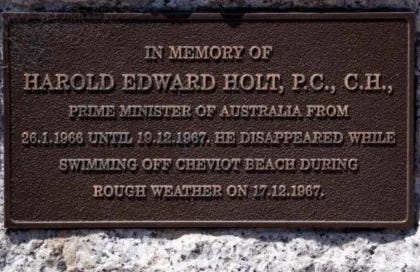 IN MEMORY OF
HAROLD EDWARD HOLT, P.C., C.H.,
PRIME MINISTER OF AUSTRALIA FROM
26.1.1966 UNTIL 19.12.1967. HE DISAPPEARED WHILE
SWIMMING OFF CHEVIOT BEACH DURING
ROUGH WEATHER ON 17.12.1967.